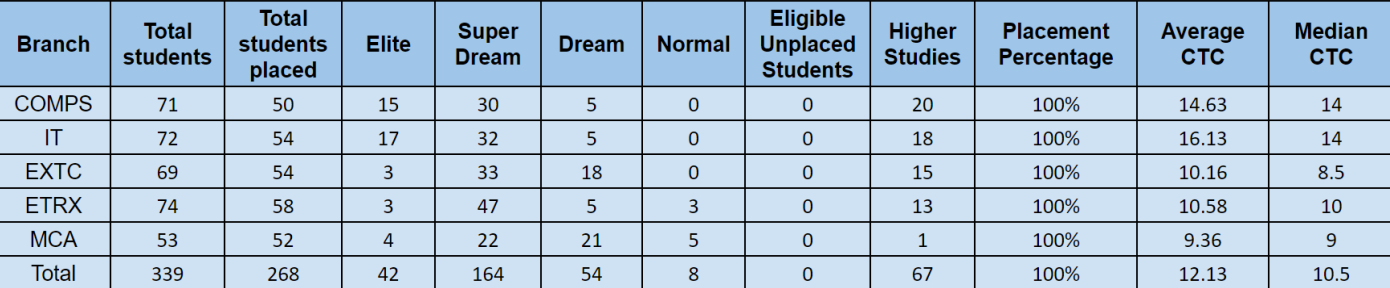 Branch Total students Total students placed Elite Super Dream Dream Normal Eligible Unplaced Students Higher Studies Placement Percentage Average CTC Median CTC
COMPS 71 50 15 30 5 0 0 20 100% 14.63 14
IT 72 54 17 32 5 0 0 18 100% 16.13 14
EXTC 69 54 3 33 18 0 0 15 100% 10.16 8.5
ETRX 74 58 3 47 5 3 0 13 100% 10.58 10
MCA 53 52 4 22 21 5 0 1 100% 9.36 9
Total 339 268 42 164 54 8 0 67 100% 12.13 10.5